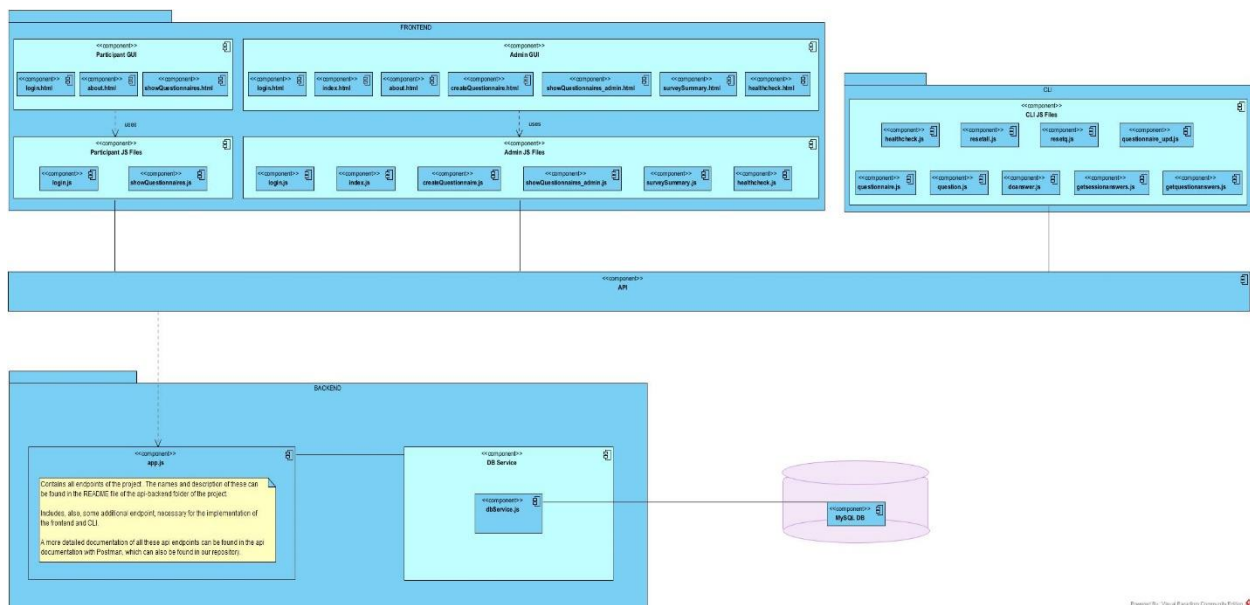 FRONTEND
<<component>>
Participant GUI
<<component>>
login.html
<<component>>
about.html
<<component>>
showQuestionnaires.html
<<component>>
Admin GUI
<<component>>
login.html
<<component>>
index.html
<<component>>
about.html
<<component>>
createQuestionnaire.html
<<component>>
showQuestionnaires_admin.html
<<component>>
surveySummary.html
<<component>>
healthcheck.html
uses
uses
<<component>>
Participant JS Files
<<component>>
login.js
<<component>>
showQuestionnaires.js
<<component>>
Admin JS Files
<<component>>
login.js
<<component>>
index.js
<<component>>
createQuestionnaire.js
<<component>>
showQuestionnaires_admin.js
<<component>>
surveySummary.js
<<component>>
healthcheck.js
CLI
<<component>>
CLI JS Files
<<component>>
healthcheck.js
<<component>>
resetall.js
<<component>>
resetq.js
<<component>>
questionnaire_upd.js
<<component>>
questionnaire.js
<<component>>
question.js
<<component>>
doanswer.js
<<component>>
getsessionanswers.js
<<component>>
getquestionanswers.js
<<component>>
API
BACKEND
<<component>>
app.js
Contains all endpoints of the project. The names and description of these can
be found in the README file of the api-backend folder of the project.
Includes, also, some additional endpoint, necessary for the implementation of
the frontend and CLI.
A more detailed documentation of all these api endpoints can be found in the api
documentation with Postman, which can also be found in our repository.
<<component>>
DB Service
<<component>>
dbService.js
<<component>>
MySQL DB
Powered By Visual Paradigm Community Edition